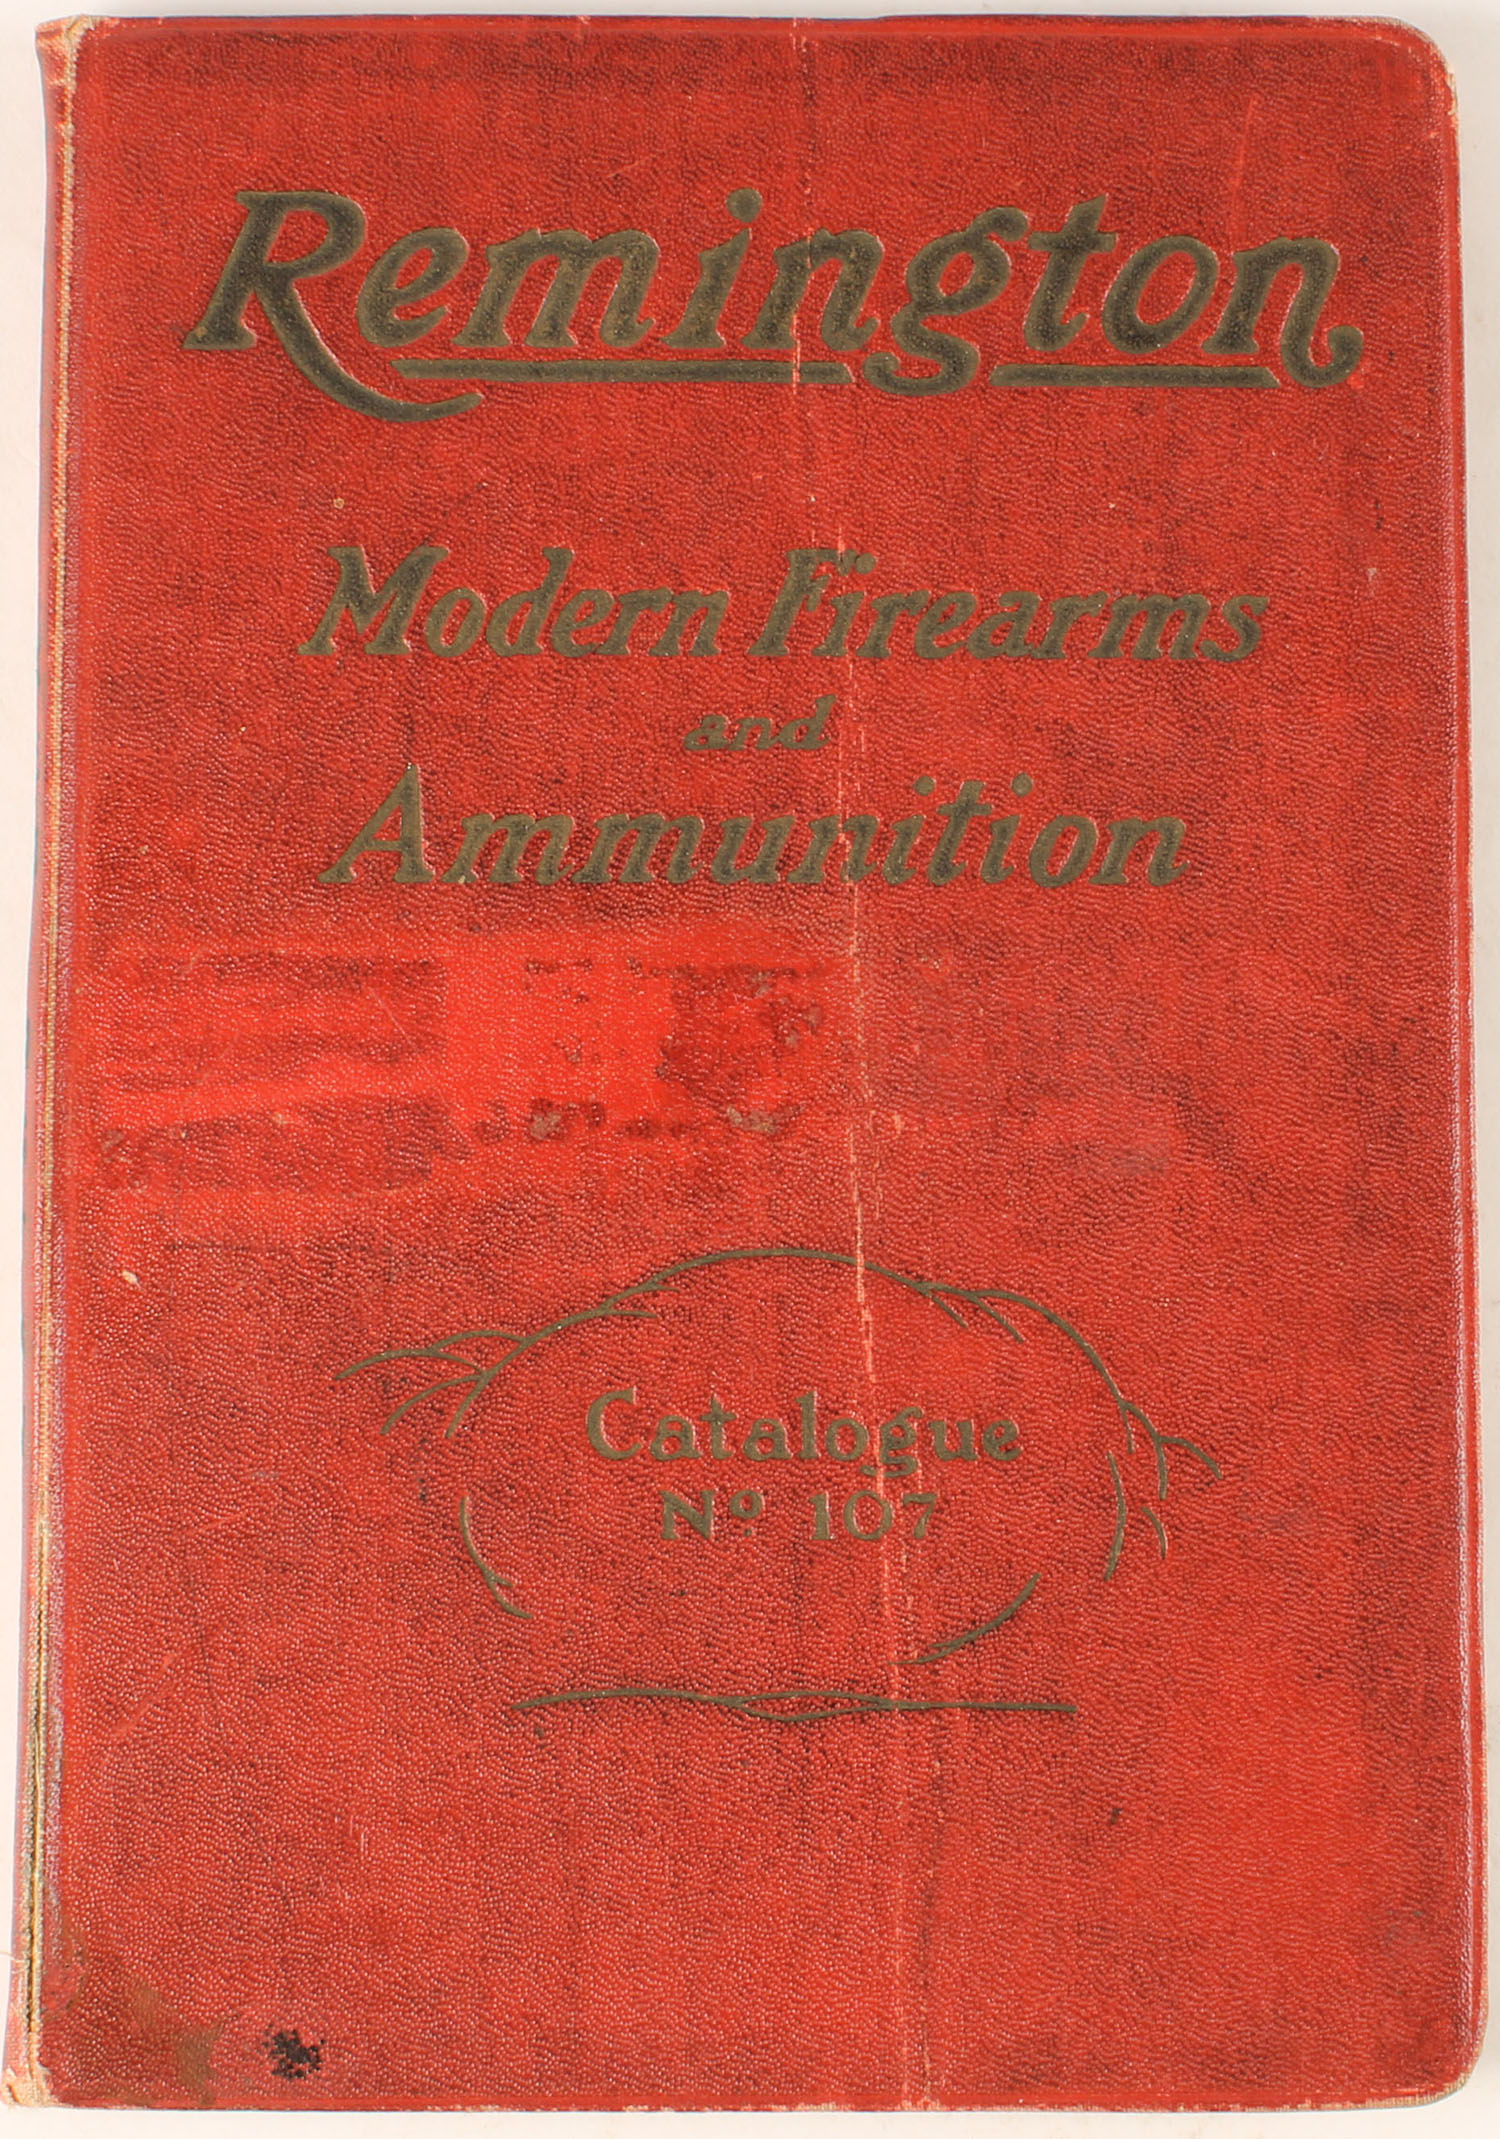 Remington
Modern Firearms
and
Ammunition
Catalogue
Nº 107